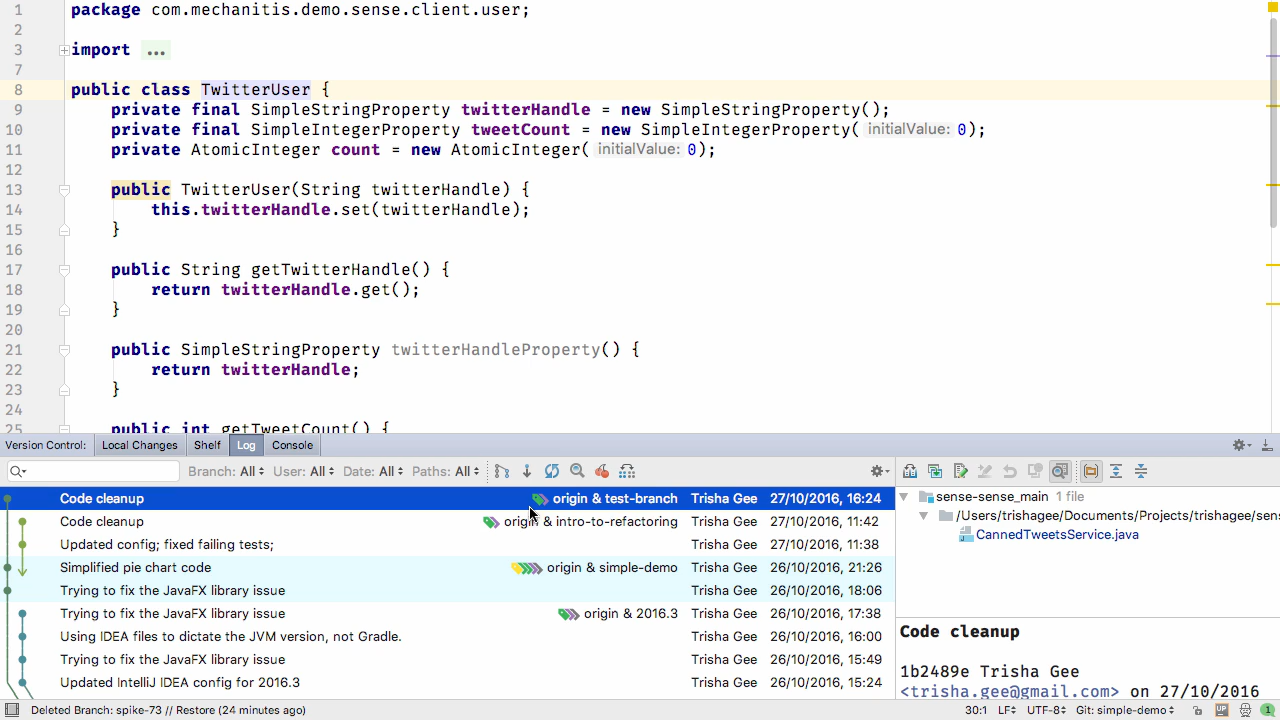 1 package com.mechanitis.demo.sense.client.user;
2
3 import ...
7
8 public class TwitterUser {
9 private final SimpleStringProperty twitterHandle = new SimpleStringProperty();
10 private final SimpleIntegerProperty tweetCount = new SimpleIntegerProperty( initialValue: 0);
11 private AtomicInteger count = new AtomicInteger( initialValue: 0);
12
13 public TwitterUser(String twitterHandle) {
14 this.twitterHandle.set(twitterHandle);
15 }
16
17 public String getTwitterHandle() {
18 return twitterHandle.get();
19 }
20
21 public SimpleStringProperty twitterHandleProperty() {
22 return twitterHandle;
23 }
24
25 public int getTweetCount() {
Version Control: Local Changes Shelf Log Console
Branch: All User: All Date: All Paths: All
Code cleanup origin & test-branch Trisha Gee 27/10/2016, 16:24
Code cleanup origin & intro-to-refactoring Trisha Gee 27/10/2016, 11:42
Updated config; fixed failing tests; Trisha Gee 27/10/2016, 11:38
Simplified pie chart code origin & simple-demo Trisha Gee 26/10/2016, 21:26
Trying to fix the JavaFX library issue Trisha Gee 26/10/2016, 18:06
Trying to fix the JavaFX library issue origin & 2016.3 Trisha Gee 26/10/2016, 17:38
Using IDEA files to dictate the JVM version, not Gradle. Trisha Gee 26/10/2016, 16:00
Trying to fix the JavaFX library issue Trisha Gee 26/10/2016, 15:49
Updated IntelliJ IDEA config for 2016.3 Trisha Gee 26/10/2016, 15:24
sense-sense_main 1 file
/Users/trishagee/Documents/Projects/trishagee/sens
CannedTweetsService.java
Code cleanup
1b2489e Trisha Gee
<trisha.gee@gmail.com> on 27/10/2016
Deleted Branch: spike-73 // Restore (24 minutes ago) 30:1 LF UTF-8 Git: simple-demo UP 1